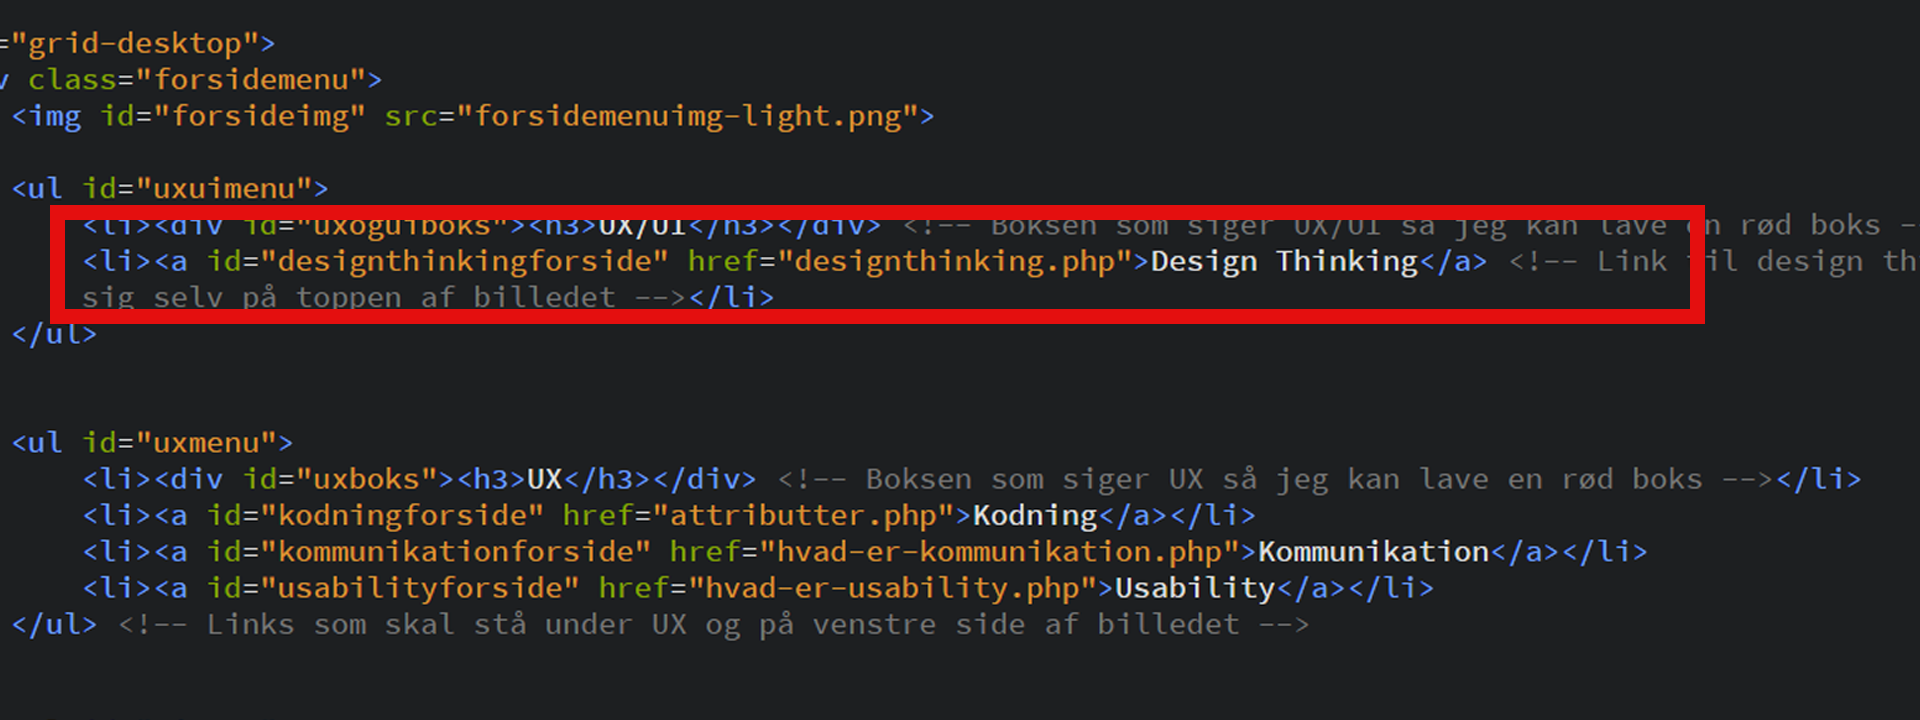 ="grid-desktop">
class="forsidemenu">
<img id="forsideimg" src="forsidemenuimg-light.png">
<ul id="uxuimenu">
<li><div id="uxoguiboks"><h3>UX/UI</h3></div> <!-- Boksen som siger UX/UI så jeg kan lave en rød boks -
<li><a id="designthinkingforside" href="designthinking.php">Design Thinking</a> <!-- Link til design th
sig selv på toppen af billedet --></li>
</ul>
<ul id="uxmenu">
<li><div id="uxboks"><h3>UX</h3></div> <!-- Boksen som siger UX så jeg kan lave en rød boks --></li>
<li><a id="kodningforside" href="attributter.php">Kodning</a></li>
<li><a id="kommunikationforside" href="hvad-er-kommunikation.php">Kommunikation</a></li>
<li><a id="usabilityforside" href="hvad-er-usability.php">Usability</a></li>
</ul> <!-- Links som skal stå under UX og på venstre side af billedet -->